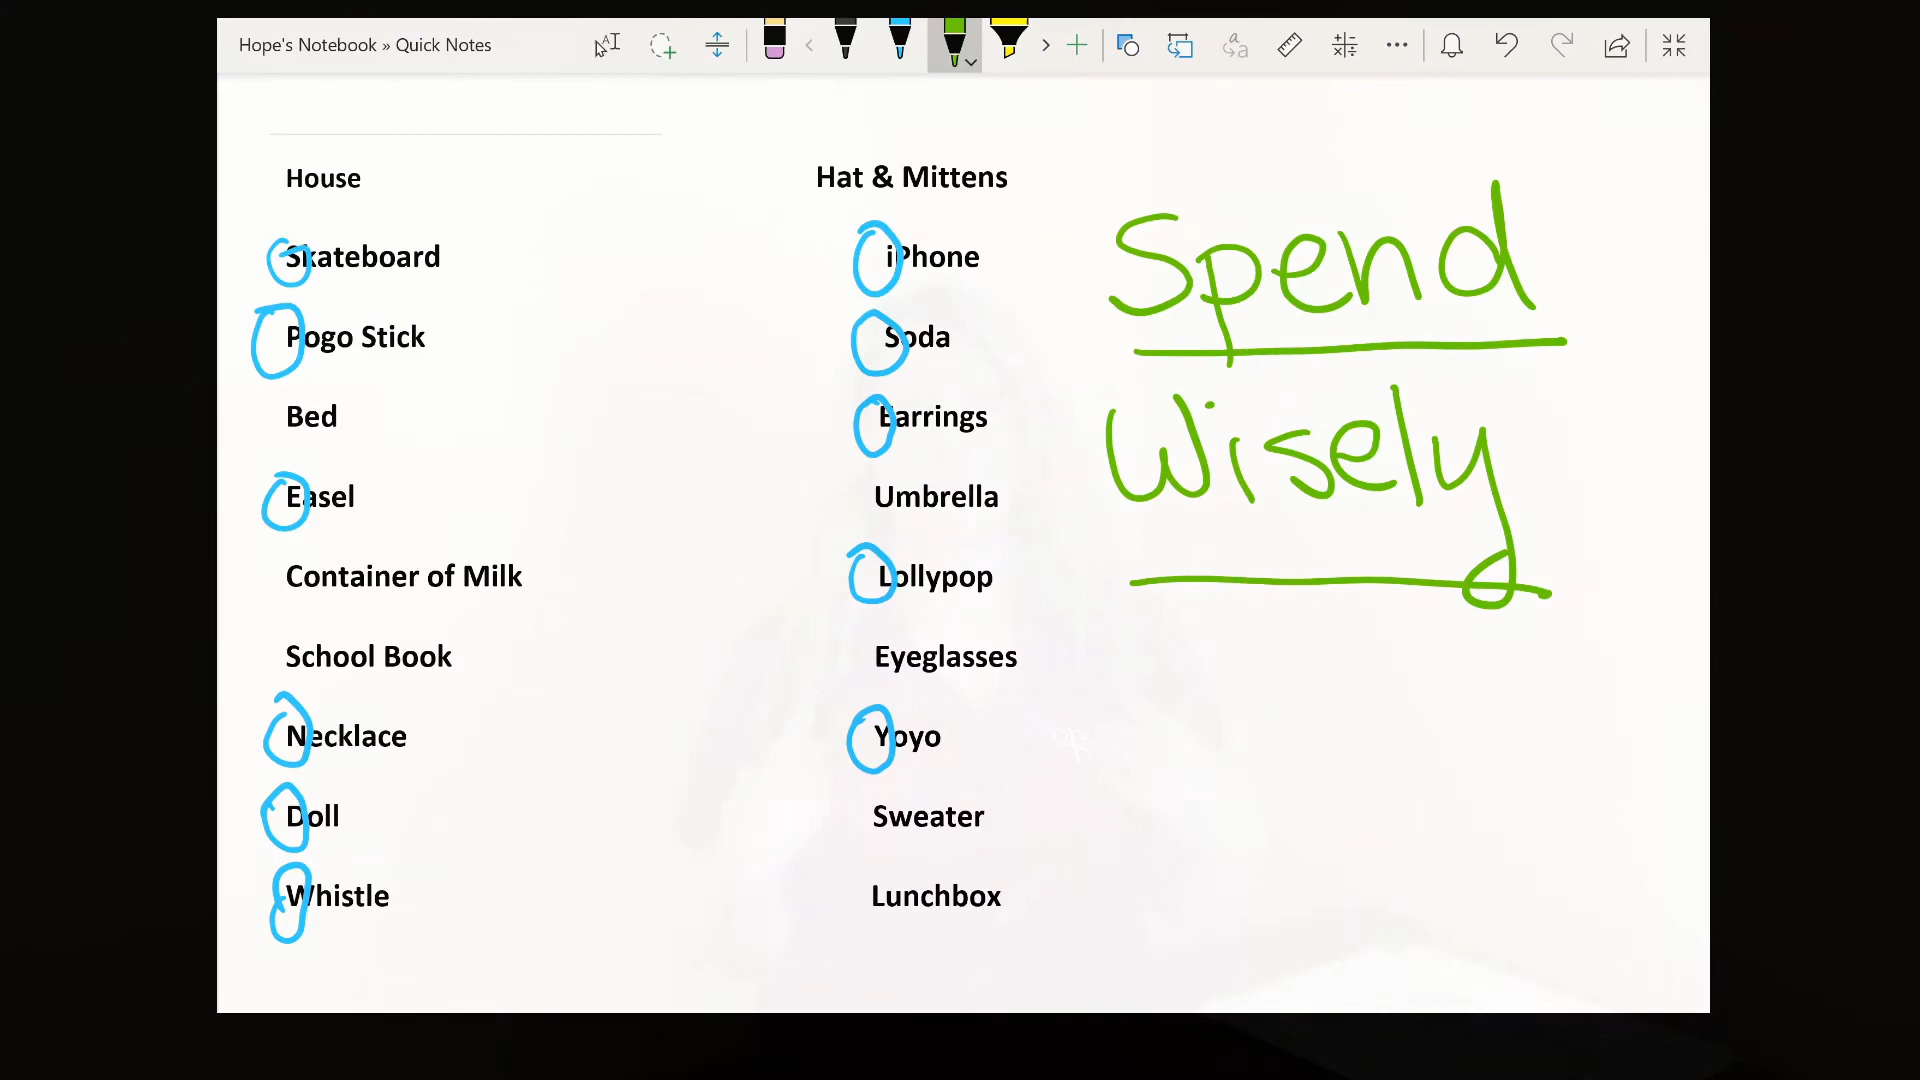 Hope's Notebook » Quick Notes
House
Skateboard
Pogo Stick
Bed
Easel
Container of Milk
School Book
Necklace
Doll
Whistle
Hat & Mittens
iPhone
Soda
Earrings
Umbrella
Lollypop
Eyeglasses
Yoyo
Sweater
Lunchbox
Spend
Wisely